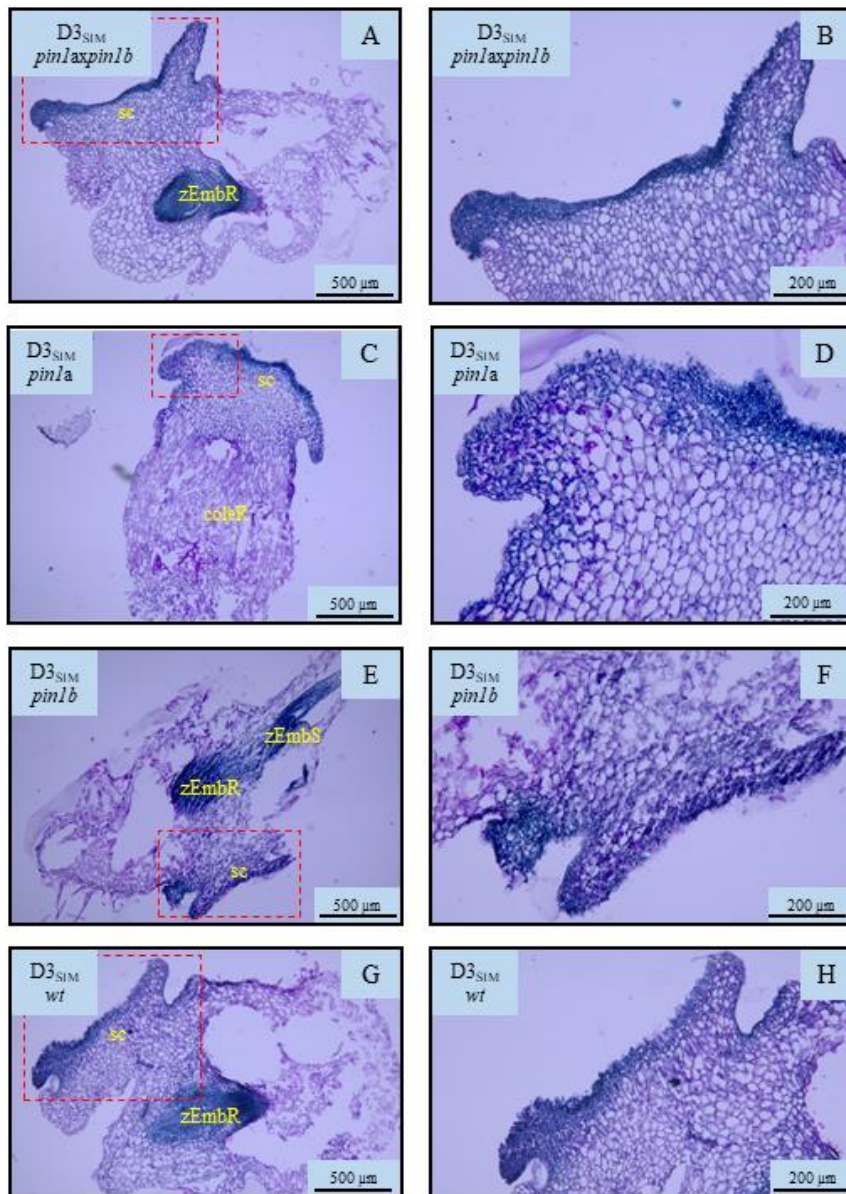 D3SIM
pin1axpin1b
A
sc
zEmbR
500 µm
D3SIM
pin1axpin1b
B
200 µm
D3SIM
pin1a
C
sc
coleR
500 µm
D3SIM
pin1a
D
200 µm
D3SIM
pin1b
E
zEmbS
zEmbR
sc
500 µm
D3SIM
pin1b
F
200 µm
D3SIM
wt
G
sc
zEmbR
500 µm
D3SIM
wt
H
200 µm